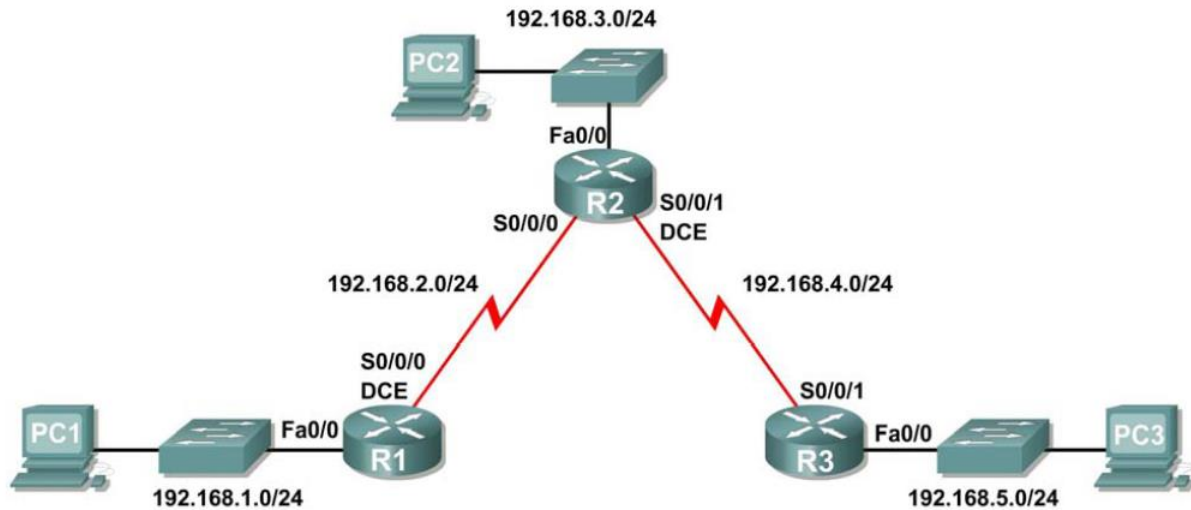 192.168.3.0/24
PC2
Fa0/0
R2
S0/0/0
S0/0/1
DCE
192.168.2.0/24
192.168.4.0/24
S0/0/0
DCE
S0/0/1
PC1
Fa0/0
R1
R3
Fa0/0
PC3
192.168.1.0/24
192.168.5.0/24